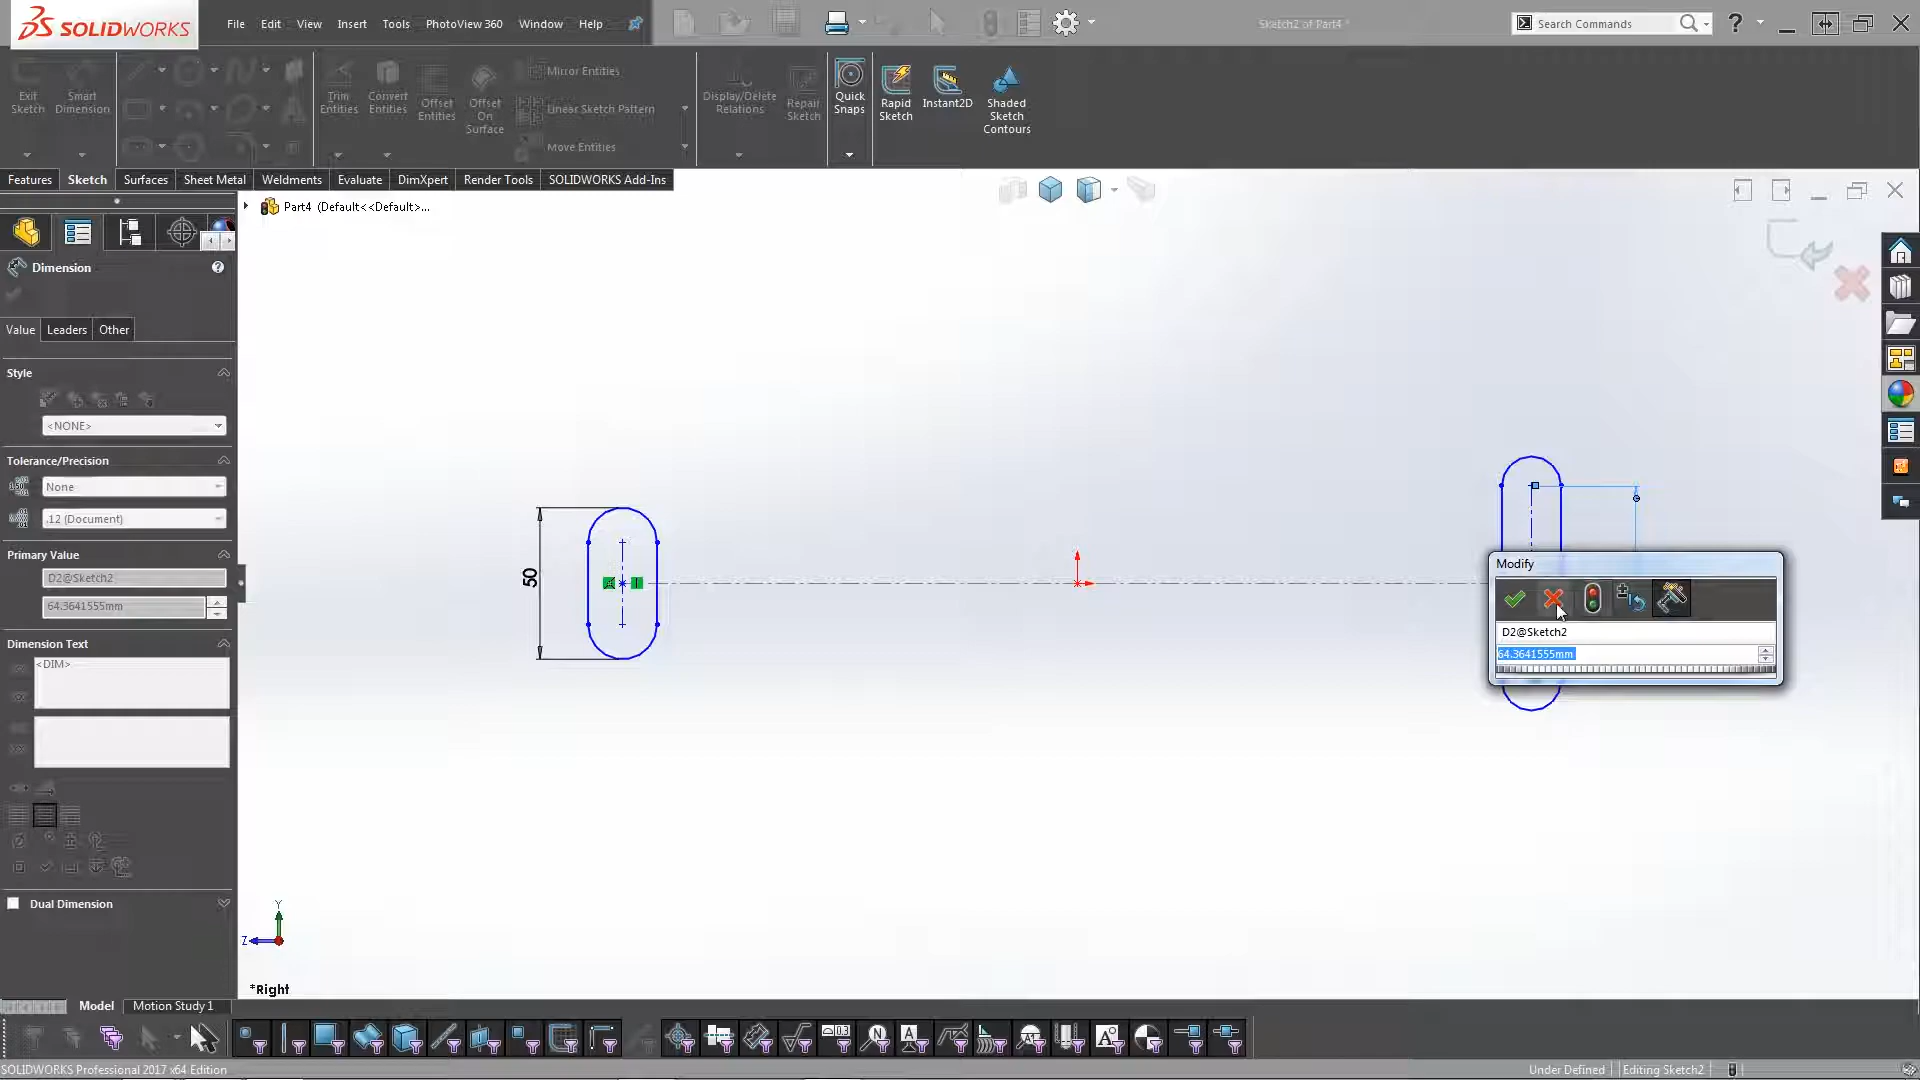 SOLIDWORKS
File Edit View Insert Tools PhotoView 360 Window Help
Sketch2 of Part4 *
Search Commands
?
Exit Sketch
Smart Dimension
Trim Entities
Convert Entities
Offset Entities
Offset On Surface
Mirror Entities
Linear Sketch Pattern
Move Entities
Display/Delete Relations
Repair Sketch
Quick Snaps
Rapid Sketch
Instant2D
Shaded Sketch Contours
Features Sketch Surfaces Sheet Metal Weldments Evaluate DimXpert Render Tools SOLIDWORKS Add-Ins
Part4 (Default<<Default>...
Dimension
?
Value Leaders Other
Style
<NONE>
Tolerance/Precision
None
.12 (Document)
Primary Value
D2@Sketch2
64.3641555mm
Dimension Text
<DIM>
Dual Dimension
50
Modify
D2@Sketch2
64.3641555mm
Y
Z
*Right
Model Motion Study 1
SOLIDWORKS Professional 2017 x64 Edition
Under Defined Editing Sketch2